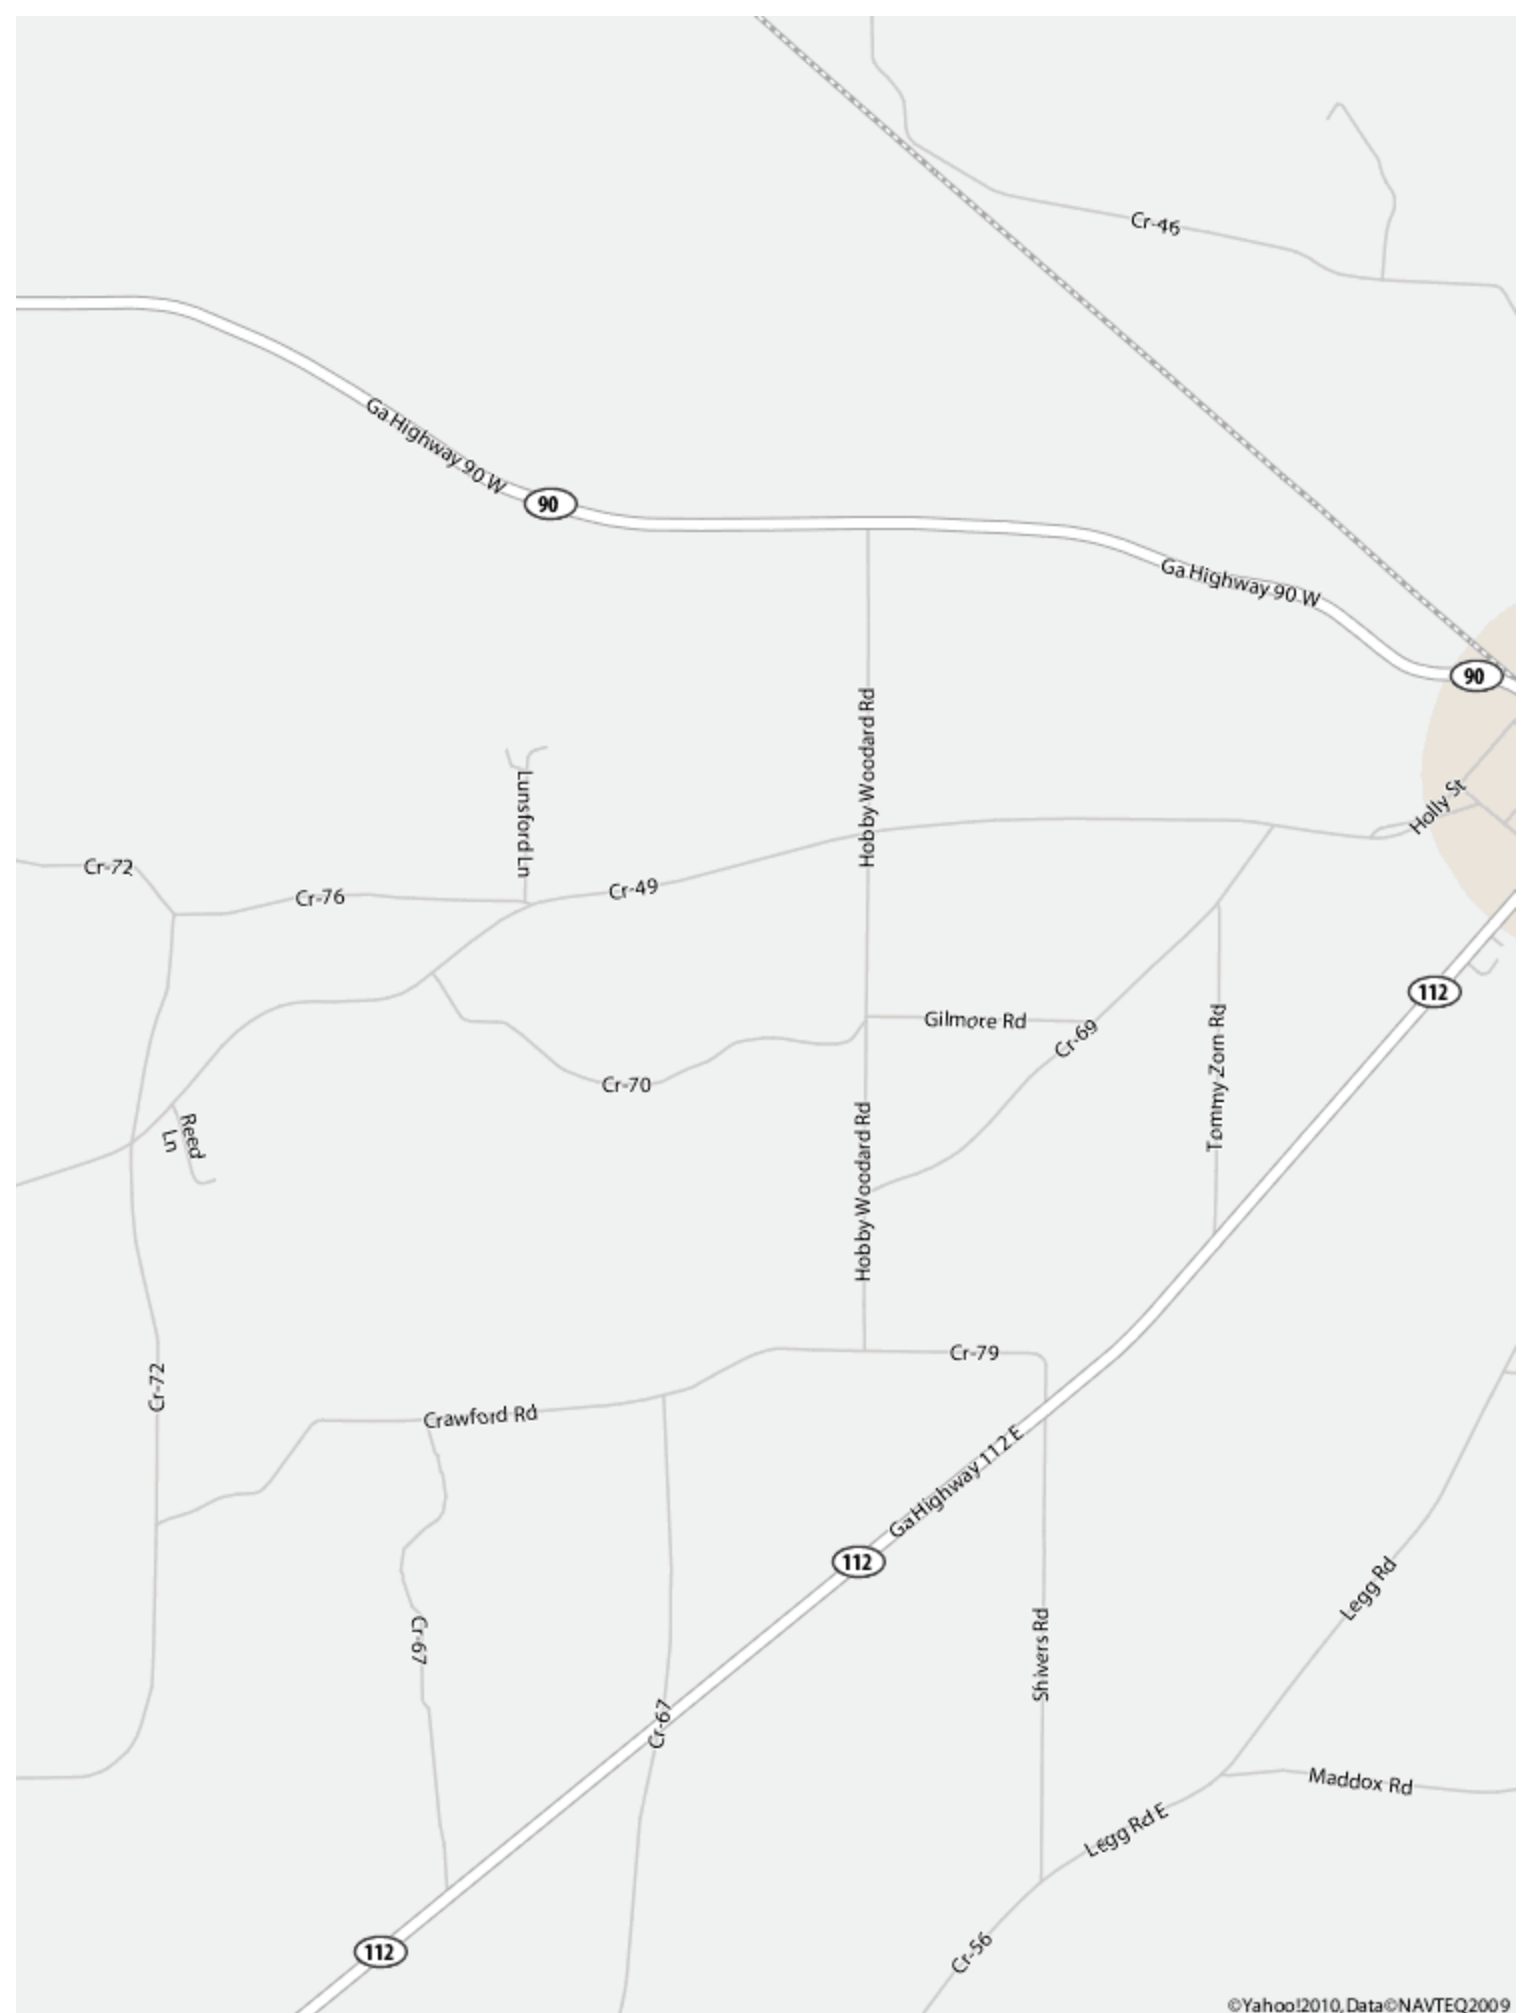 Cr-46
Ga Highway 90 W
90
Ga Highway 90 W
90
Hobby Woodard Rd
Lunsford Ln
Holly St
Cr-72
Cr-76
Cr-49
112
Gilmore Rd
Cr-69
Tommy Zorn Rd
Cr-70
Reed
Ln
Hobby Woodard Rd
Cr-79
Cr-72
Crawford Rd
Ga Highway 112 E
112
Legg Rd
Cr-67
Shivers Rd
Cr-67
Maddox Rd
Legg Rd E
112
Cr-56
©Yahoo!2010, Data©NAVTEQ2009